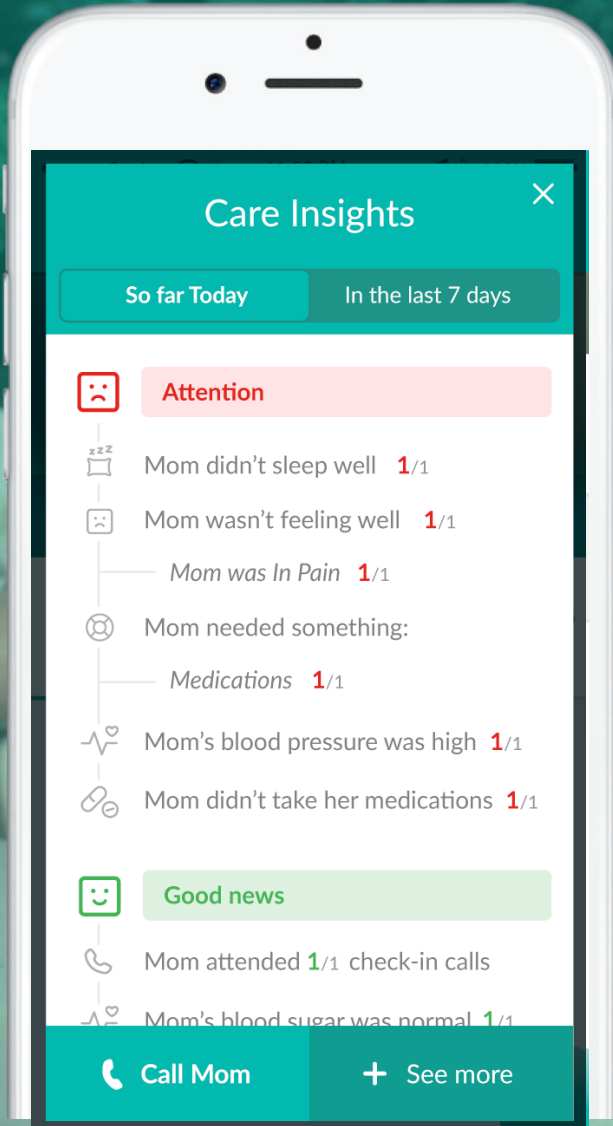 Care Insights
So far Today
In the last 7 days
Attention
zzz
Mom didn't sleep well 1/1
Mom wasn't feeling well 1/1
Mom was In Pain 1/1
Mom needed something:
Medications 1/1
Mom's blood pressure was high 1/1
Mom didn't take her medications 1/1
Good news
Mom attended 1/1 check-in calls
Mom's blood sugar was normal 1/1
Call Mom
+ See more